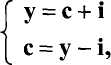 y = c + i
c = y − i,